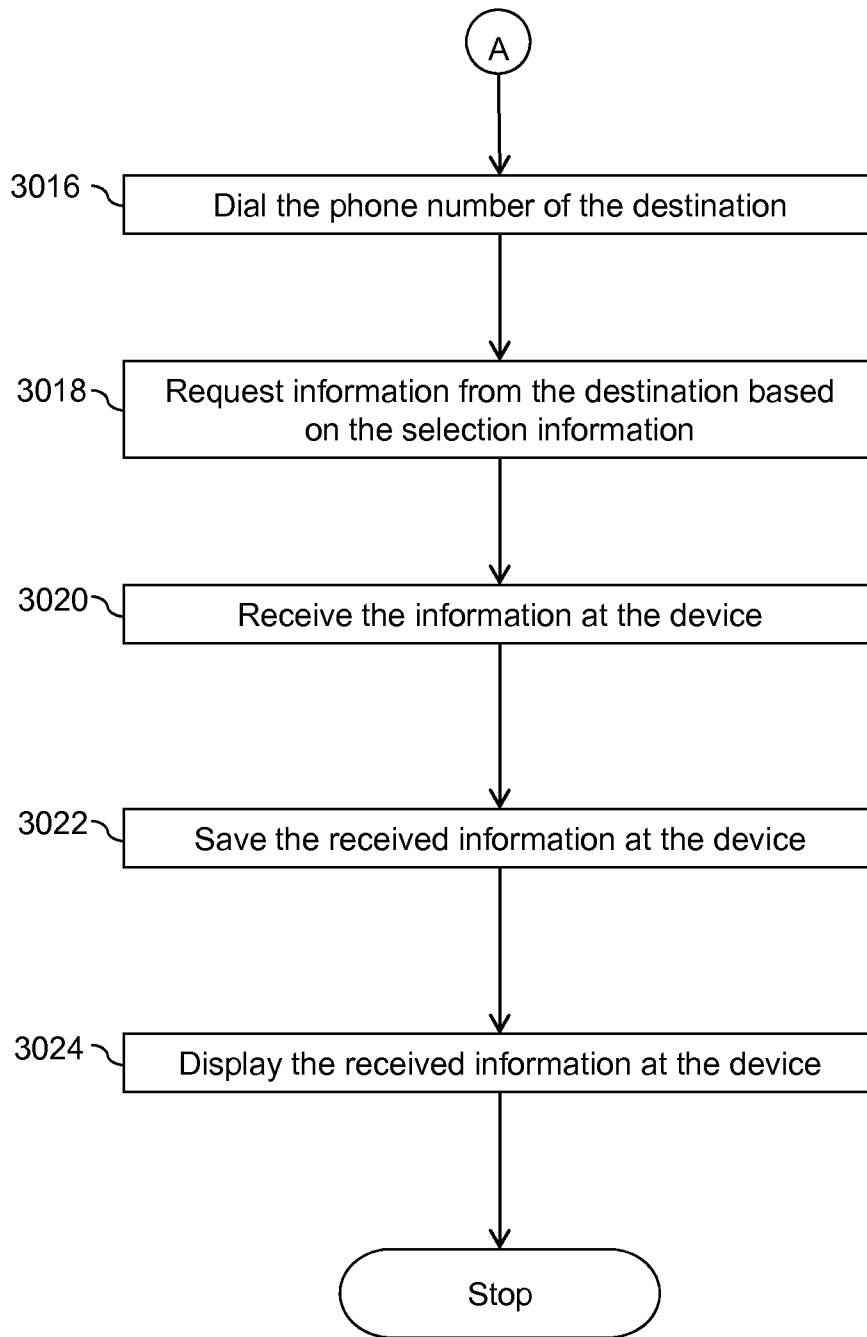 A
3016
Dial the phone number of the destination
3018
Request information from the destination based
on the selection information
3020
Receive the information at the device
3022
Save the received information at the device
3024
Display the received information at the device
Stop